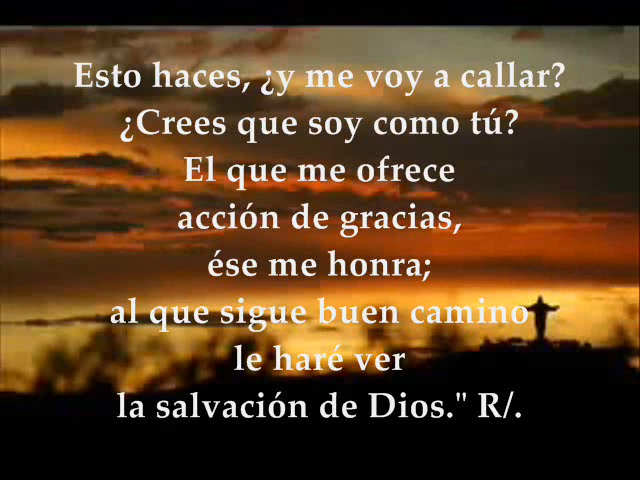 Esto haces, ¿y me voy a callar?
¿Crees que soy como tú?
El que me ofrece
acción de gracias,
ése me honra;
al que sigue buen camino
le haré ver
la salvación de Dios." R/.